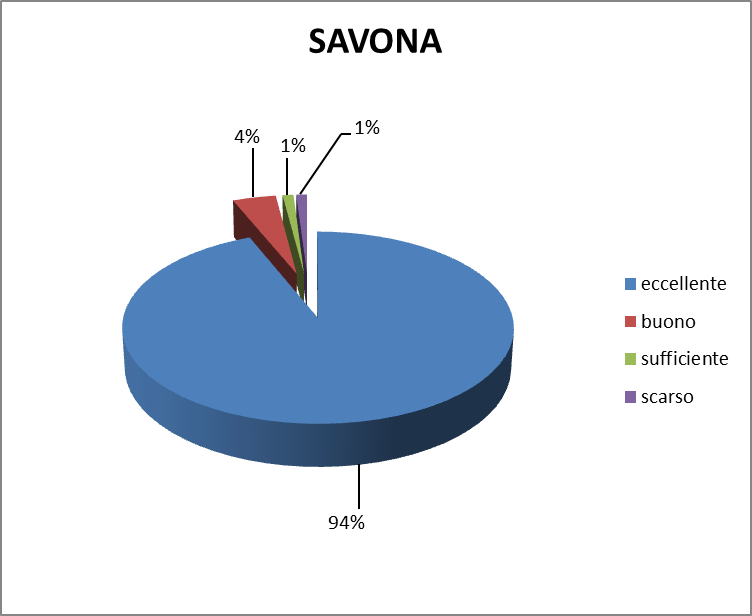 SAVONA
4%
1%
1%
eccellente
buono
sufficiente
scarso
94%